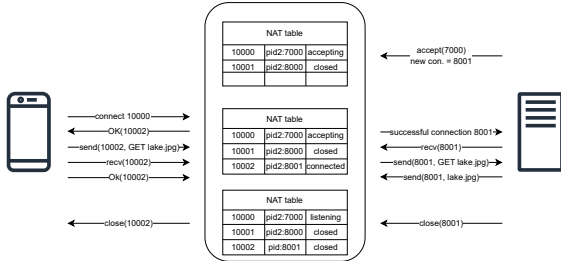 NAT table
10000 pid2:7000 accepting
10001 pid2:8000 closed
accept(7000)
new con. = 8001
connect 10000
OK(10002)
send(10002, GET lake.jpg)
recv(10002)
Ok(10002)
NAT table
10000 pid2:7000 accepting
10001 pid2:8000 closed
10002 pid2:8001 connected
successful connection 8001
recv(8001)
send(8001, GET lake.jpg)
send(8001, lake.jpg)
close(10002)
NAT table
10000 pid2:7000 listening
10001 pid2:8000 closed
10002 pid:8001 closed
close(8001)